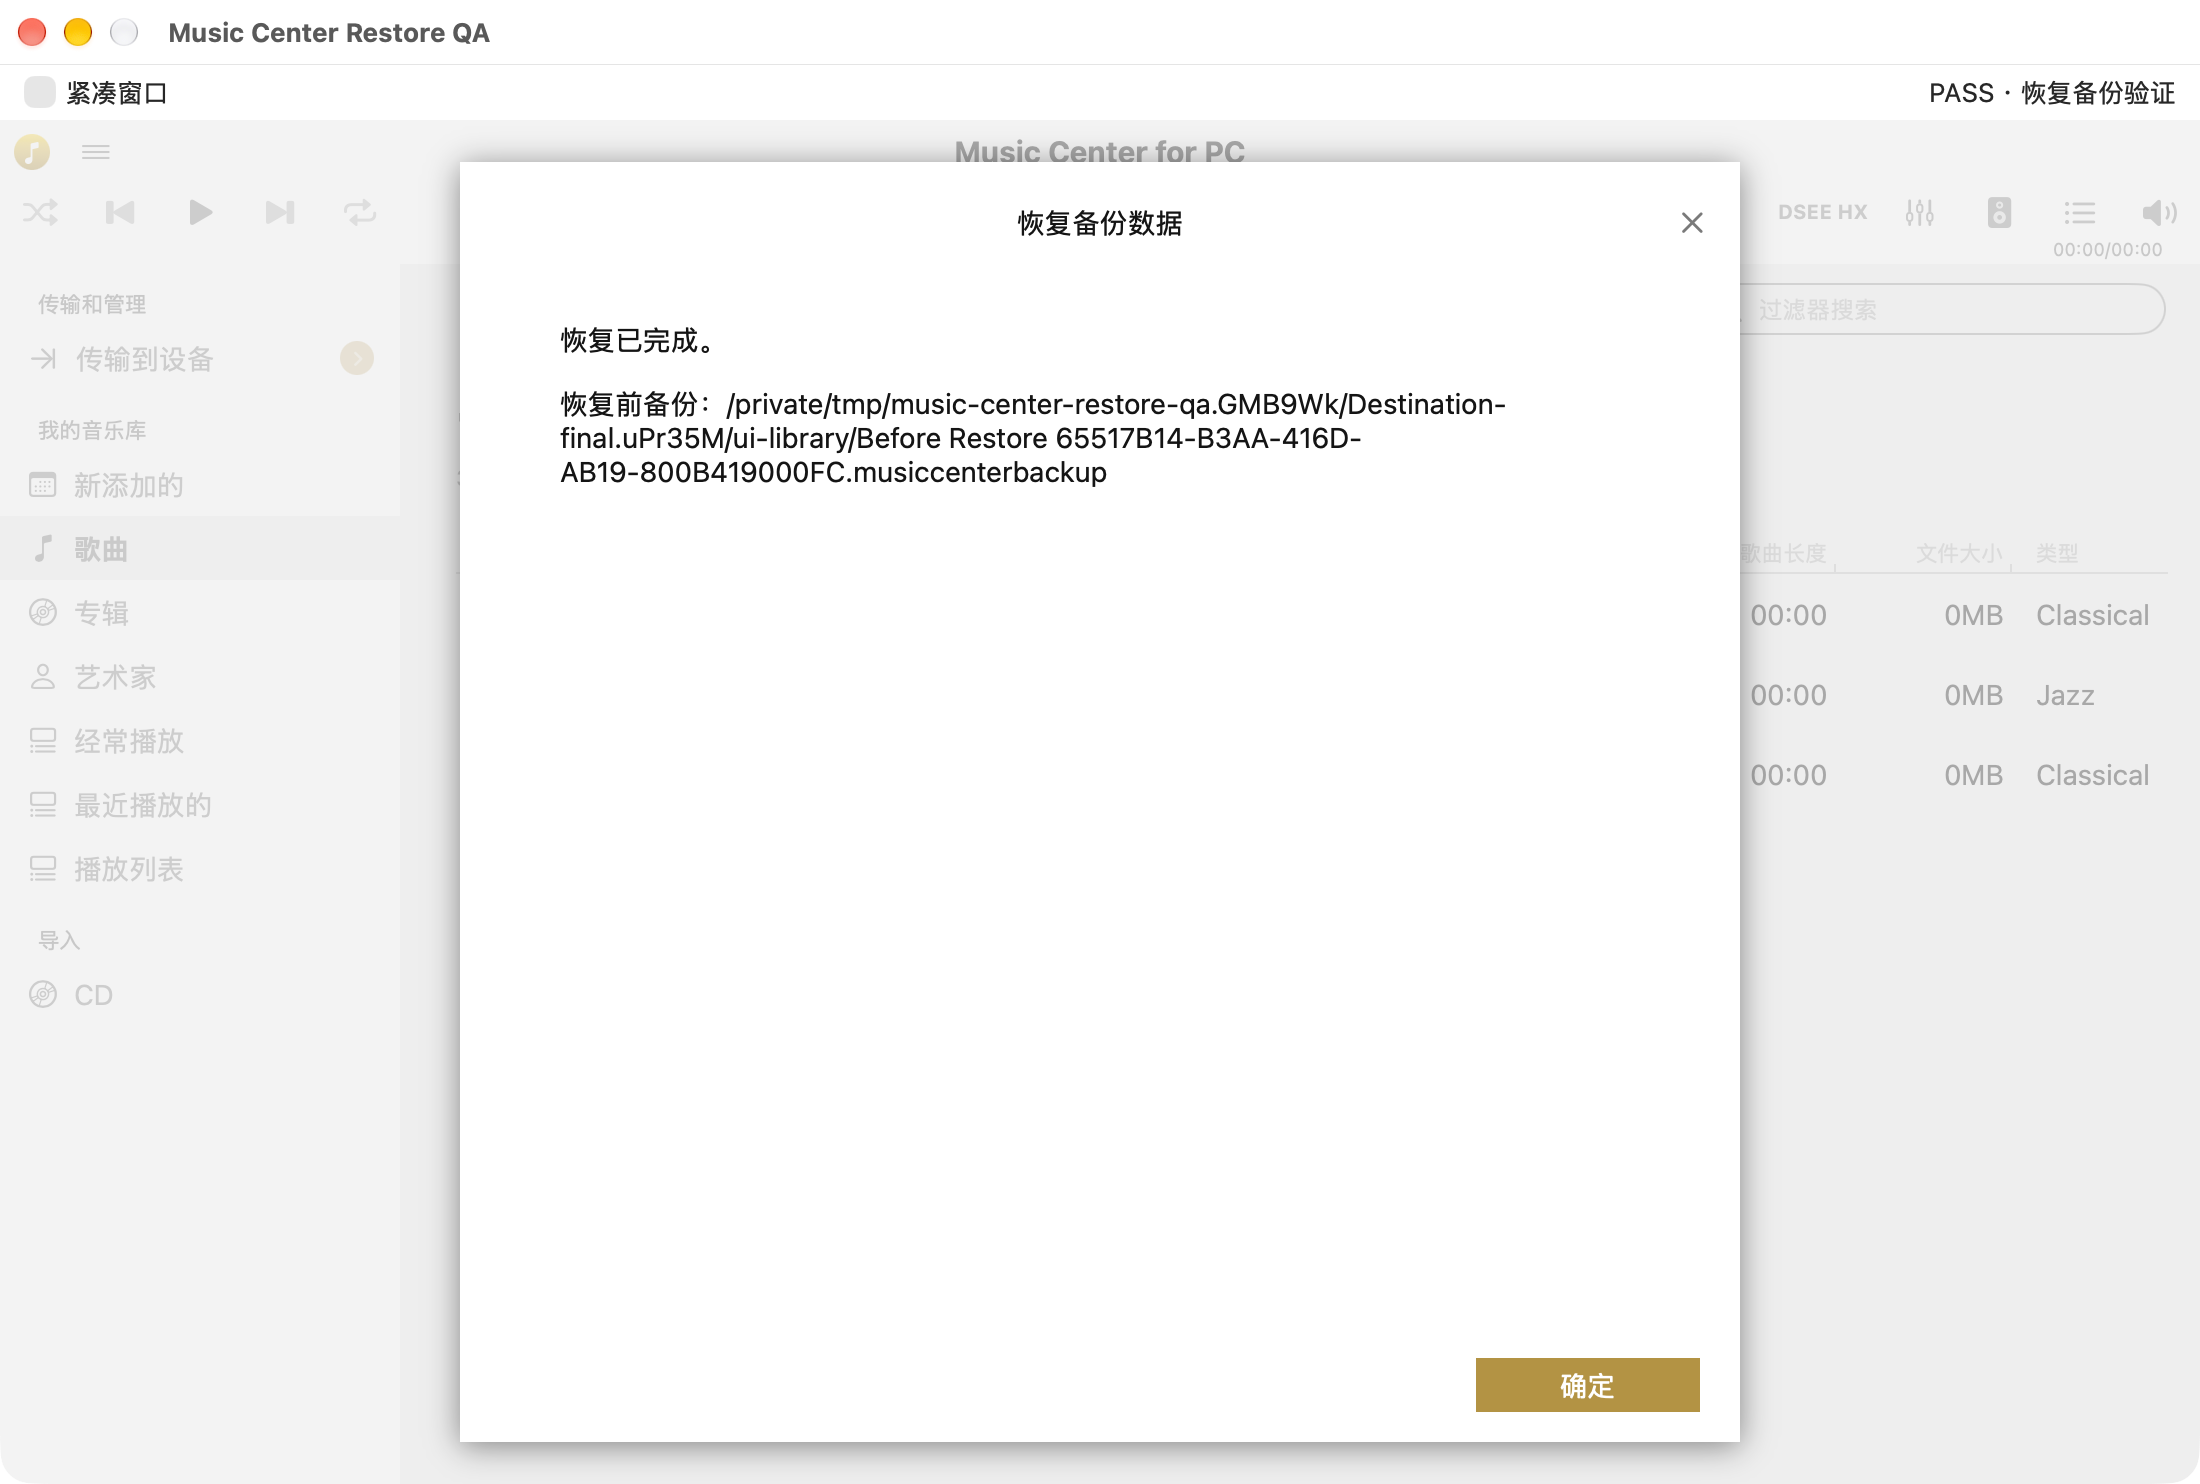 Music Center Restore QA
紧凑窗口
PASS · 恢复备份验证
Music Center for PC
DSEE HX
00:00/00:00
传输和管理
传输到设备
我的音乐库
新添加的
歌曲
专辑
艺术家
经常播放
最近播放的
播放列表
导入
CD
恢复备份数据
恢复已完成。
恢复前备份：/private/tmp/music-center-restore-qa.GMB9Wk/Destination-
final.uPr35M/ui-library/Before Restore 65517B14-B3AA-416D-
AB19-800B419000FC.musiccenterbackup
确定
过滤器搜索
歌曲长度 文件大小 类型
00:00 0MB Classical
00:00 0MB Jazz
00:00 0MB Classical